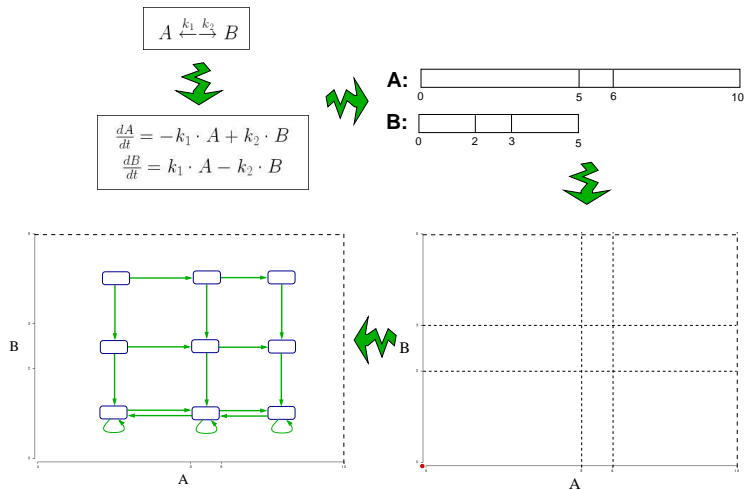 A k₁ ← → k₂ B
dA/dt = −k₁ · A + k₂ · B
dB/dt = k₁ · A − k₂ · B
A:
0 5 6 10
B:
0 2 3 5
B
A
B
A